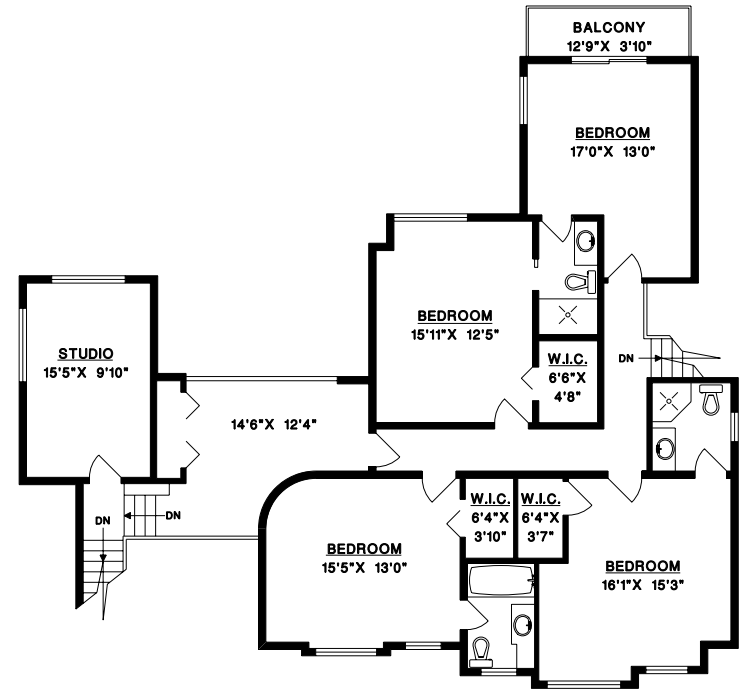 BALCONY
12'9"X 3'10"
BEDROOM
17'0"X 13'0"
BEDROOM
15'11"X 12'5"
STUDIO
15'5"X 9'10"
W.I.C.
6'6"X
4'8"
DN
14'6"X 12'4"
W.I.C.
6'4"X
3'10"
W.I.C.
6'4"X
3'7"
DN
DN
BEDROOM
15'5"X 13'0"
BEDROOM
16'1"X 15'3"